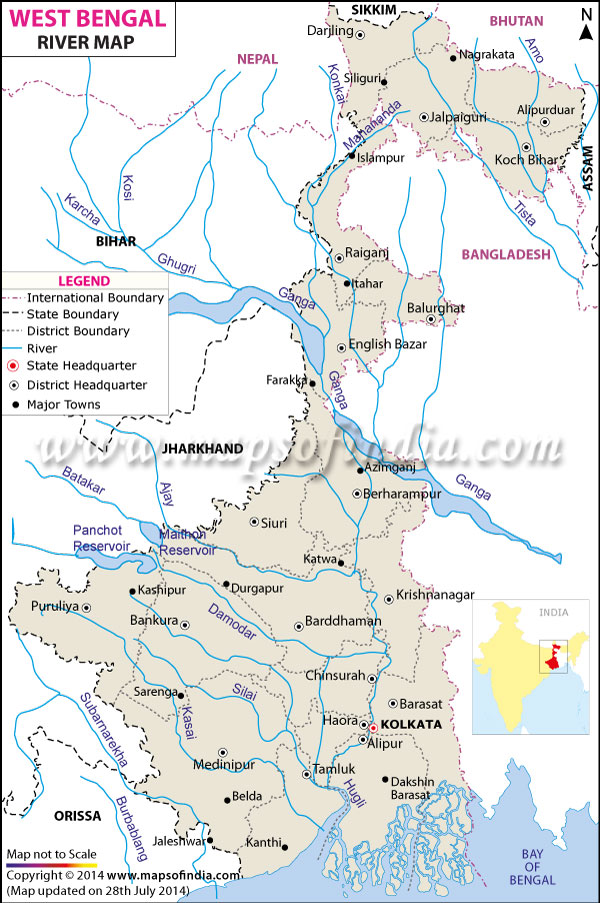 WEST BENGAL
RIVER MAP
SIKKIM
BHUTAN
N
Darjling
NEPAL
Nagrakata
Amo
Konkai
Siliguri
Mahananda
Jalpaiguri
Alipurduar
Islampur
Koch Bihar
ASSAM
Kosi
Karcha
Tista
BIHAR
Ghugri
Raiganj
BANGLADESH
LEGEND
International Boundary
State Boundary
District Boundary
River
State Headquarter
District Headquarter
Major Towns
Ganga
Itahar
Balurghat
English Bazar
Farakka
Ganga
www.mapsofindia.com
JHARKHAND
Azimganj
Batakar
Ajay
Ganga
Berharampur
Siuri
Panchot
Reservoir
Maithon
Reservoir
Katwa
Kashipur
Durgapur
Krishnanagar
Puruliya
Bankura
Damodar
Barddhaman
INDIA
Chinsurah
Sarenga
Silai
Kasai
Barasat
Haora
KOLKATA
Alipur
Subarnarekha
Medinipur
Tamluk
Hugli
Dakshin
Barasat
Belda
ORISSA
Burbablang
Jaleshwar
Kanthi
BAY
OF
BENGAL
Map not to Scale
Copyright © 2014 www.mapsofindia.com
(Map updated on 28th July 2014)